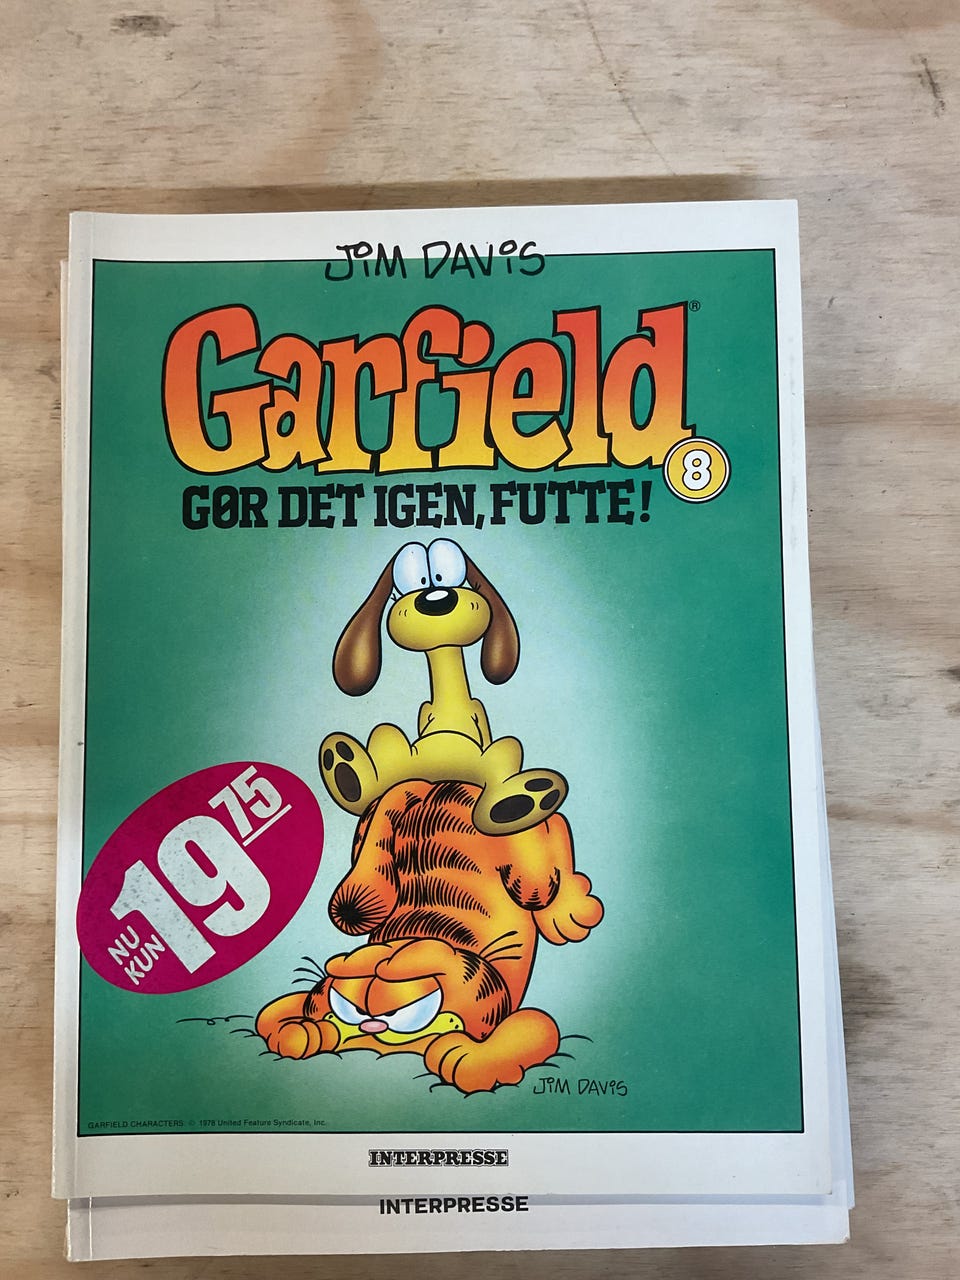 JIM DAVIS
Garfield®
8
GØR DET IGEN, FUTTE!
NU KUN 19 75
JIM DAVIS
GARFIELD CHARACTERS © 1978 United Feature Syndicate, Inc.
INTERPRESSE
INTERPRESSE